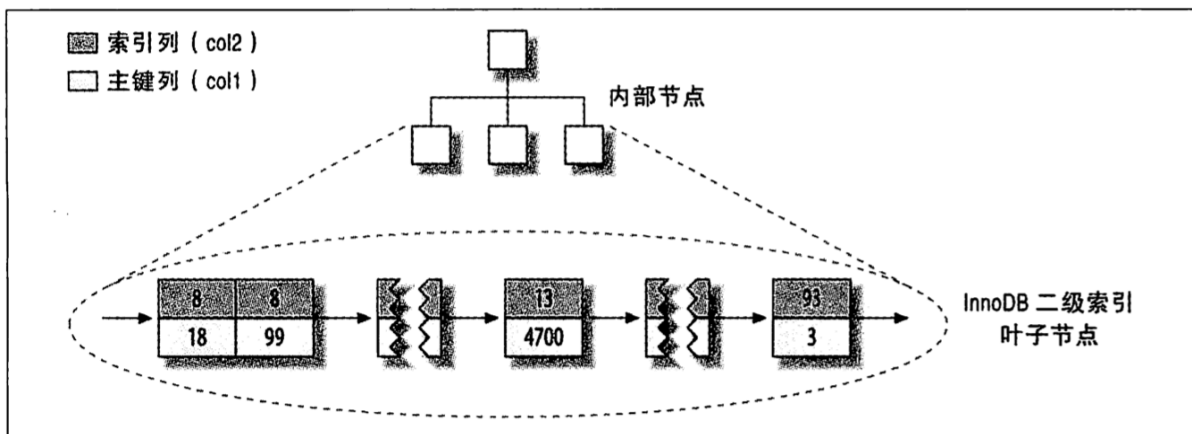 索引列（col2）
主键列（col1）
内部节点
8 8 13 93
18 99 4700 3
InnoDB 二级索引
叶子节点